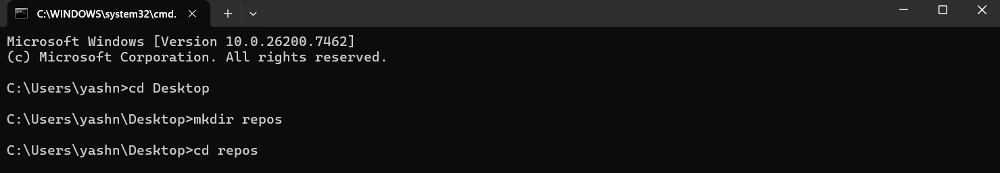 C:\WINDOWS\system32\cmd.
Microsoft Windows [Version 10.0.26200.7462]
(c) Microsoft Corporation. All rights reserved.
C:\Users\yashn>cd Desktop
C:\Users\yashn\Desktop>mkdir repos
C:\Users\yashn\Desktop>cd repos